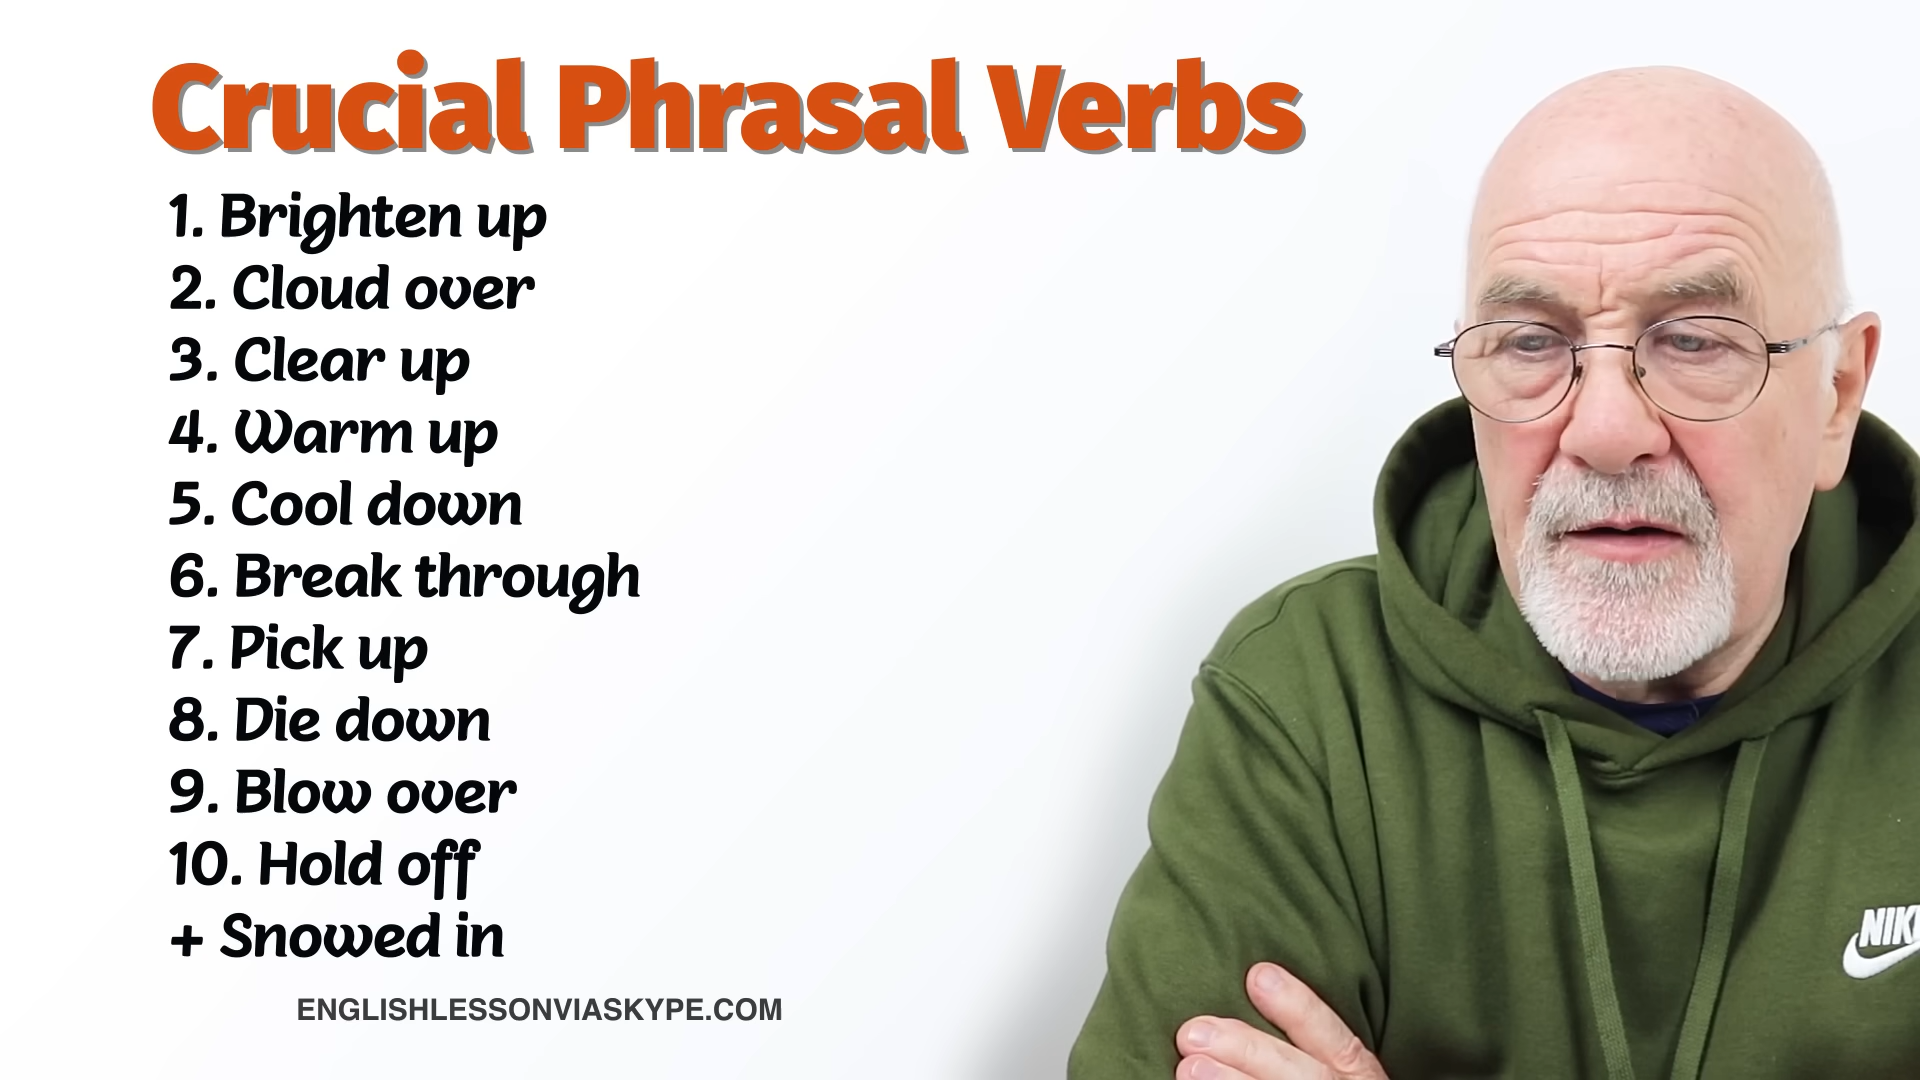 Crucial Phrasal Verbs
1. Brighten up
2. Cloud over
3. Clear up
4. Warm up
5. Cool down
6. Break through
7. Pick up
8. Die down
9. Blow over
10. Hold off
+ Snowed in
ENGLISHLESSONVIASKYPE.COM